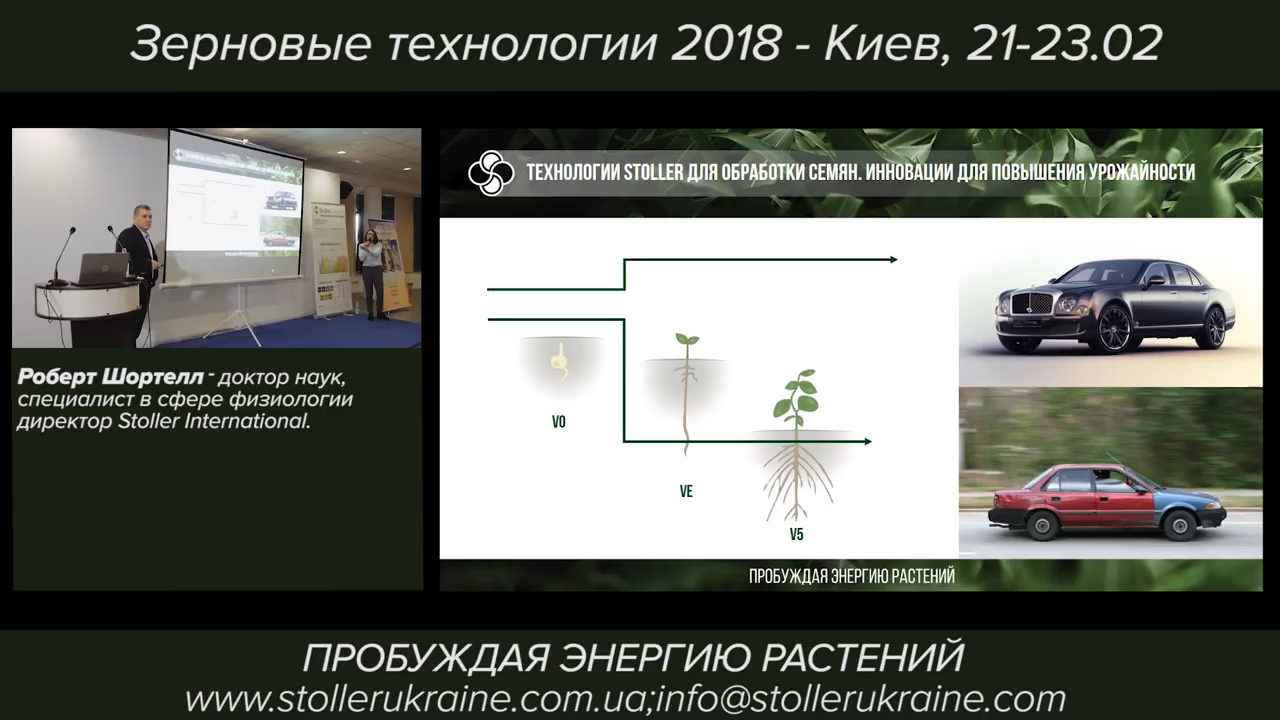 Зерновые технологии 2018 - Киев, 21-23.02
ТЕХНОЛОГИИ STOLLER ДЛЯ ОБРАБОТКИ СЕМЯН. ИННОВАЦИИ ДЛЯ ПОВЫШЕНИЯ УРОЖАЙНОСТИ
Роберт Шортелл - доктор наук,
специалист в сфере физиологии
директор Stoller International.
V0
VE
V5
ПРОБУЖДАЯ ЭНЕРГИЮ РАСТЕНИЙ
ПРОБУЖДАЯ ЭНЕРГИЮ РАСТЕНИЙ
www.stollerukraine.com.ua;info@stollerukraine.com